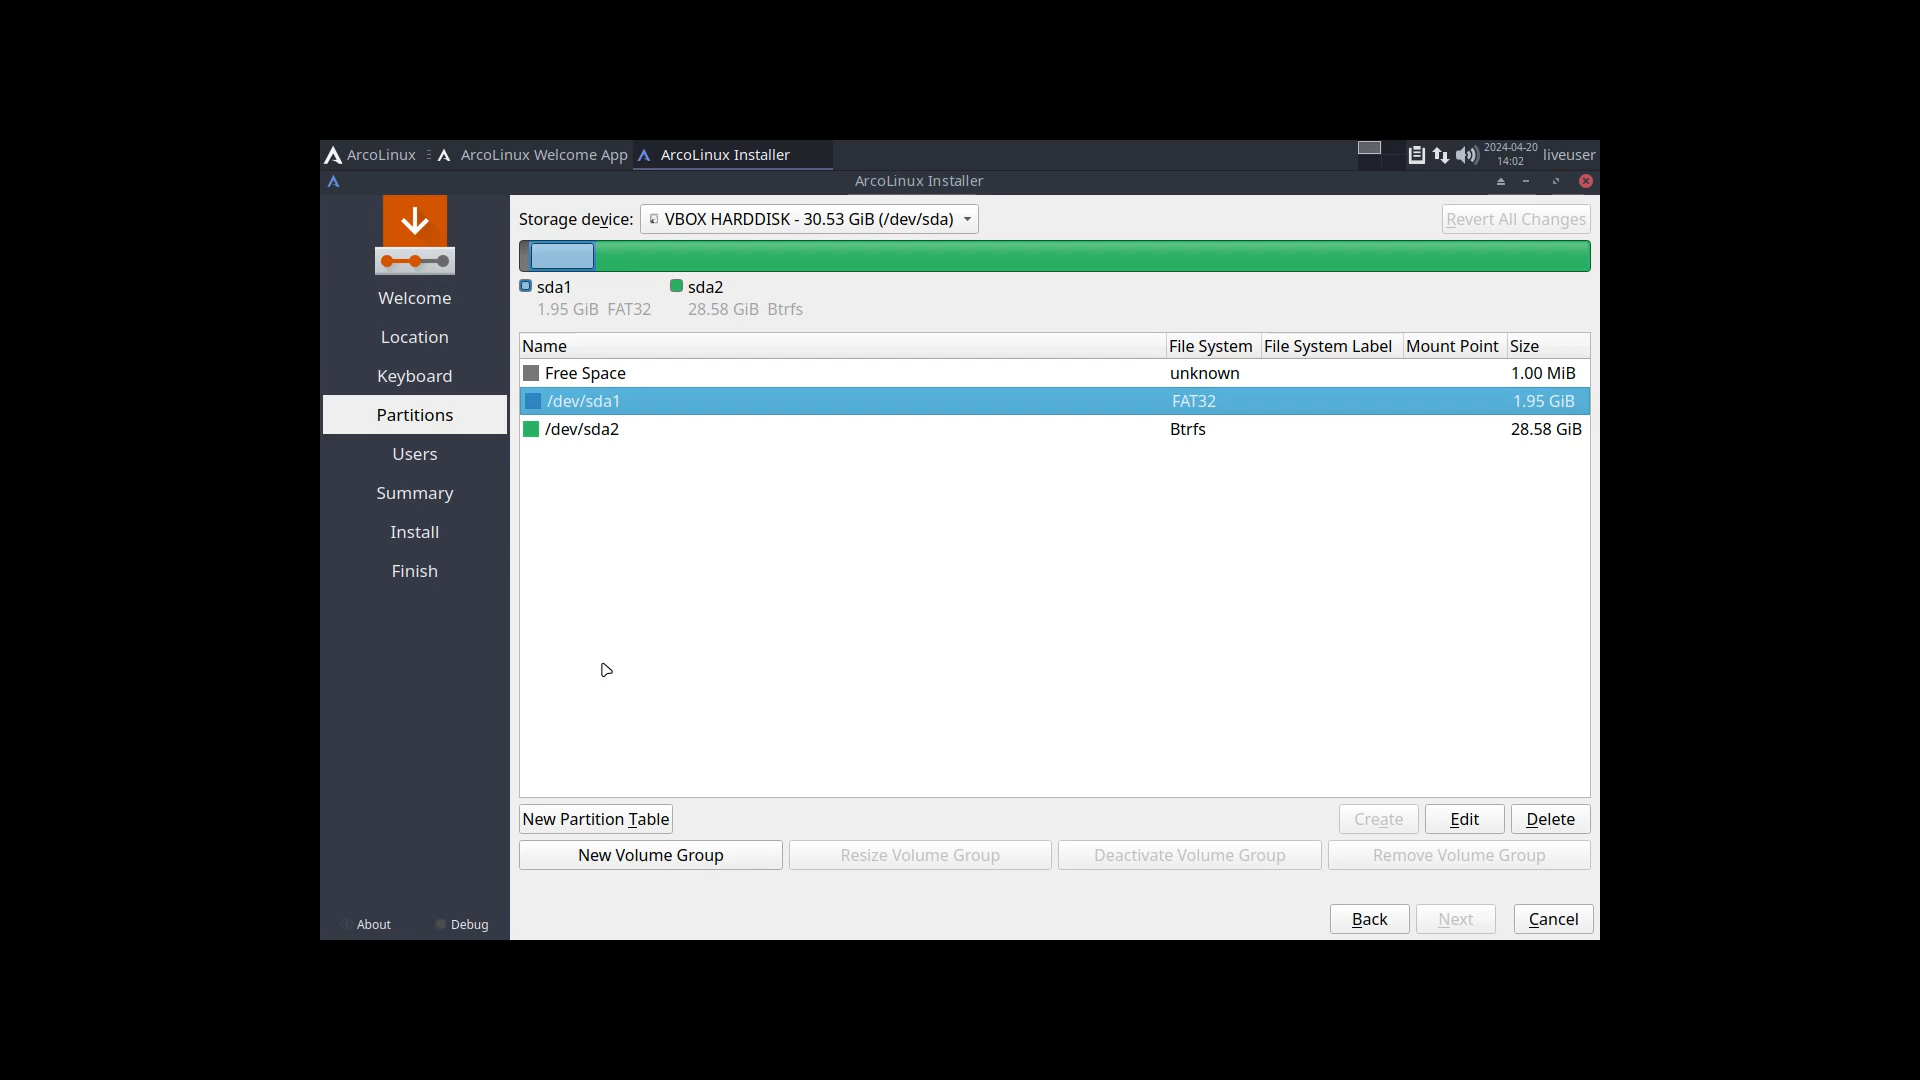 ArcoLinux ArcoLinux Welcome App ArcoLinux Installer 2024-04-20 14:02 liveuser
ArcoLinux Installer
Welcome
Location
Keyboard
Partitions
Users
Summary
Install
Finish
About Debug
Storage device: VBOX HARDDISK - 30.53 GiB (/dev/sda) Revert All Changes
sda1 sda2
1.95 GiB FAT32 28.58 GiB Btrfs
Name File System File System Label Mount Point Size
Free Space unknown 1.00 MiB
/dev/sda1 FAT32 1.95 GiB
/dev/sda2 Btrfs 28.58 GiB
New Partition Table Create Edit Delete
New Volume Group Resize Volume Group Deactivate Volume Group Remove Volume Group
Back Next Cancel